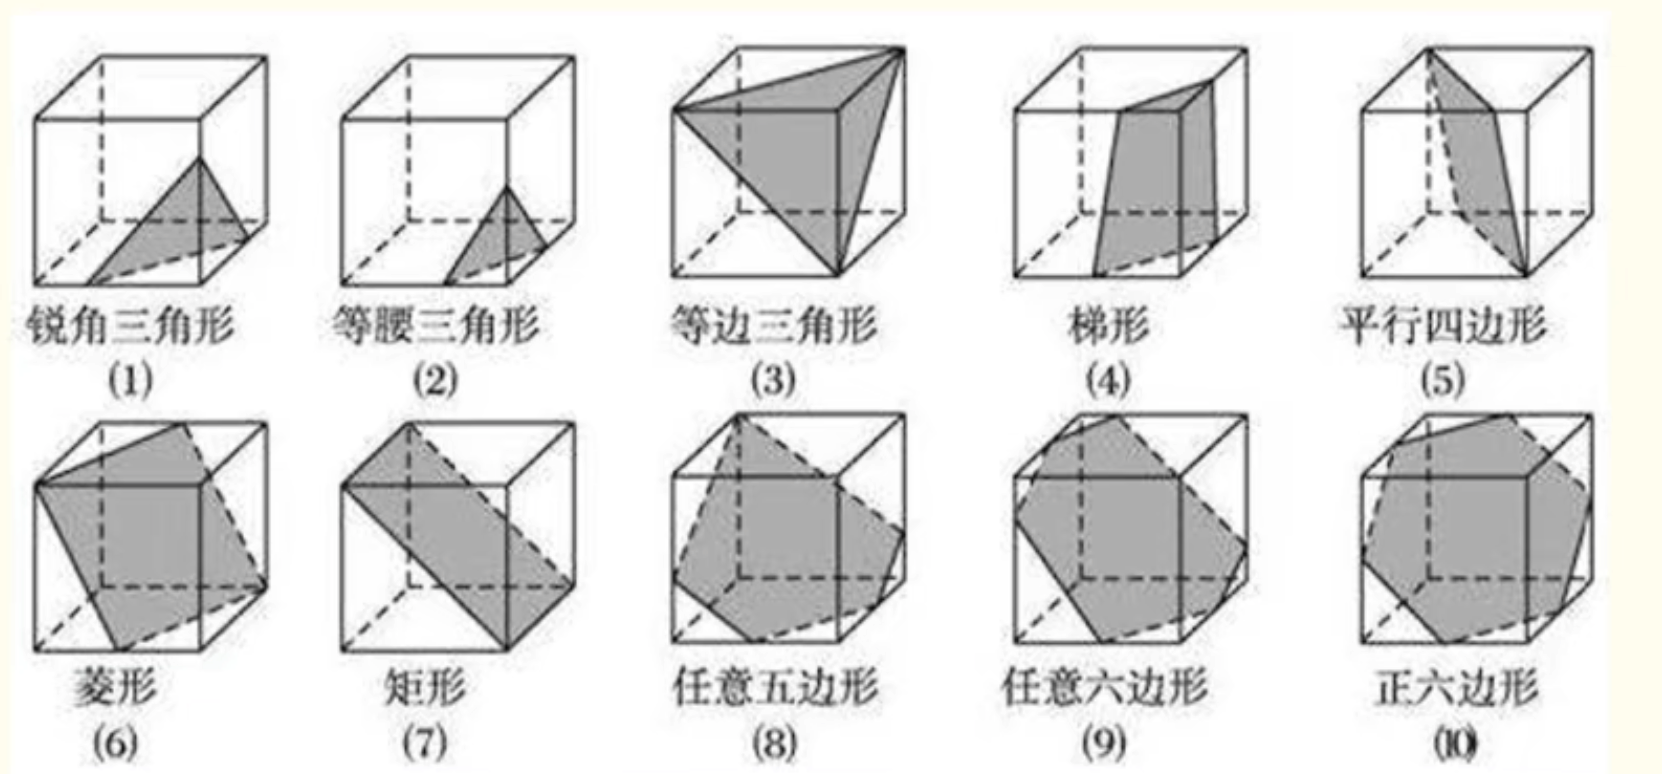 锐角三角形 等腰三角形 等边三角形 梯形 平行四边形
(1) (2) (3) (4) (5)
菱形 矩形 任意五边形 任意六边形 正六边形
(6) (7) (8) (9) (10)